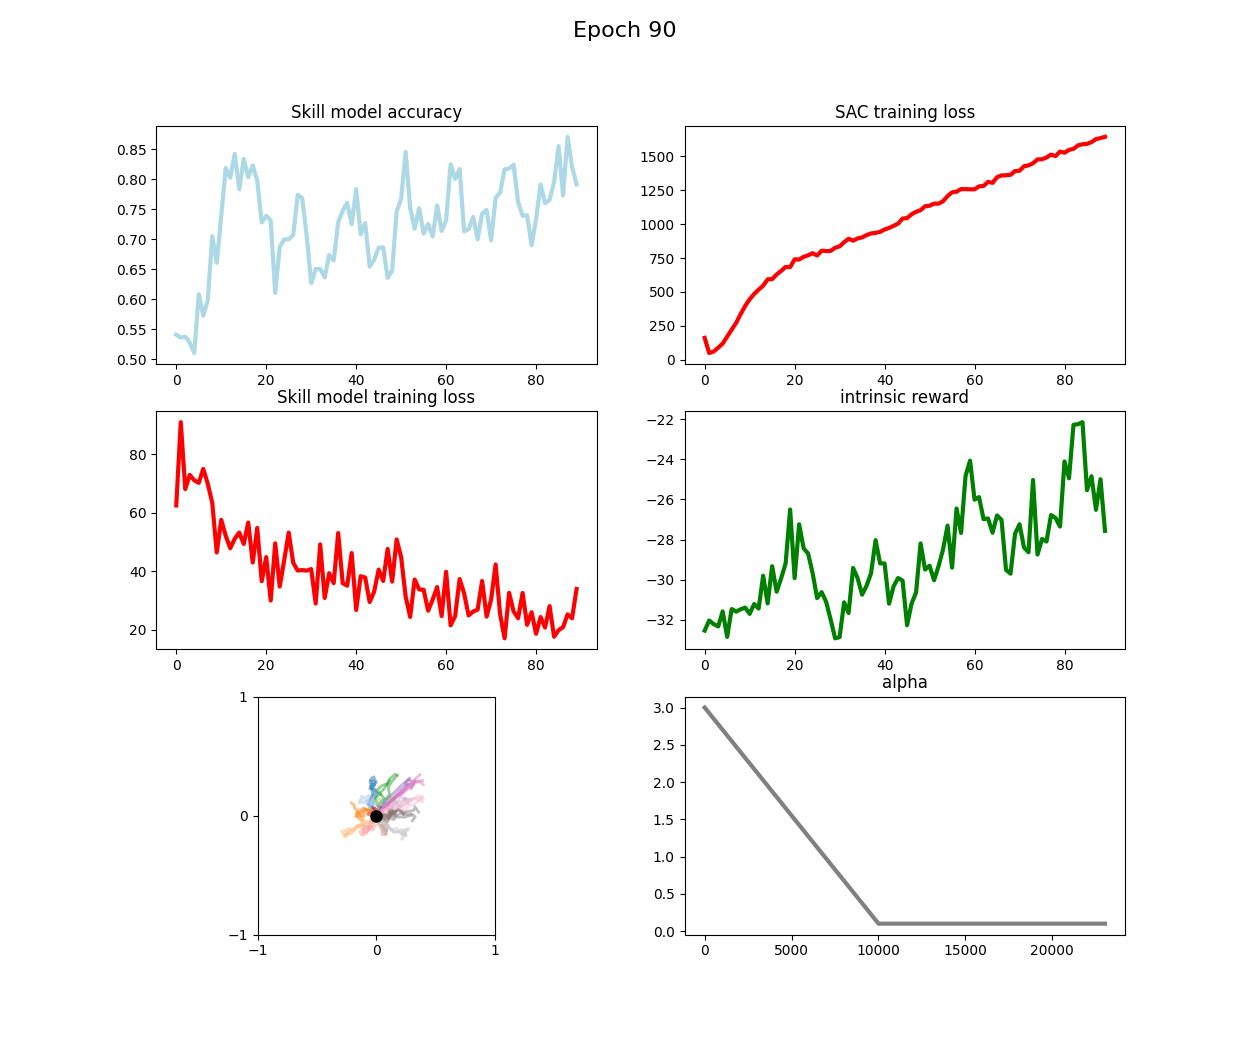 Epoch 90
Skill model accuracy
0.85
0.80
0.75
0.70
0.65
0.60
0.55
0.50
0 20 40 60 80
SAC training loss
1500
1250
1000
750
500
250
0
0 20 40 60 80
Skill model training loss
80
60
40
20
0 20 40 60 80
intrinsic reward
−22
−24
−26
−28
−30
−32
0 20 40 60 80
1
0
−1
−1 0 1
alpha
3.0
2.5
2.0
1.5
1.0
0.5
0.0
0 5000 10000 15000 20000